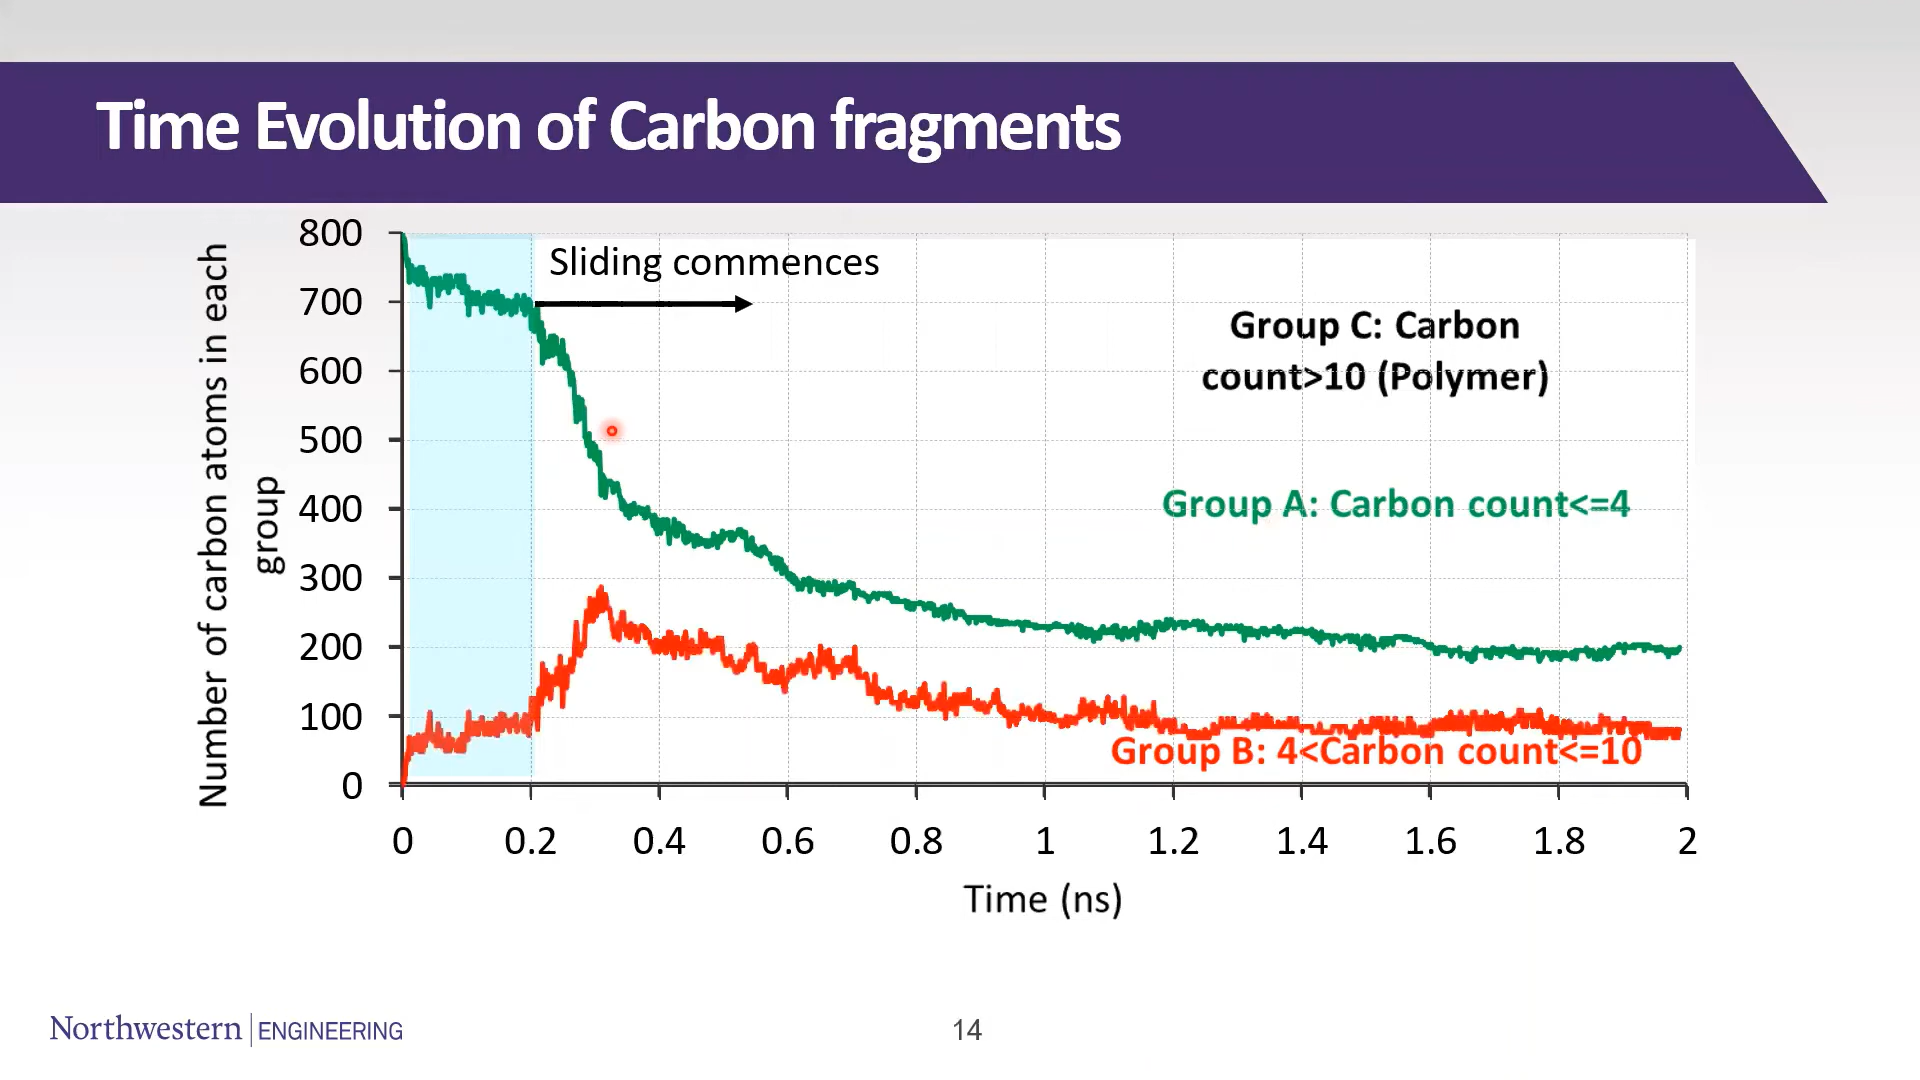 Time Evolution of Carbon fragments
Number of carbon atoms in each
group
800
700
600
500
400
300
200
100
0
Sliding commences
Group C: Carbon
count>10 (Polymer)
Group A: Carbon count<=4
Group B: 4<Carbon count<=10
0 0.2 0.4 0.6 0.8 1 1.2 1.4 1.6 1.8 2
Time (ns)
Northwestern | ENGINEERING
14